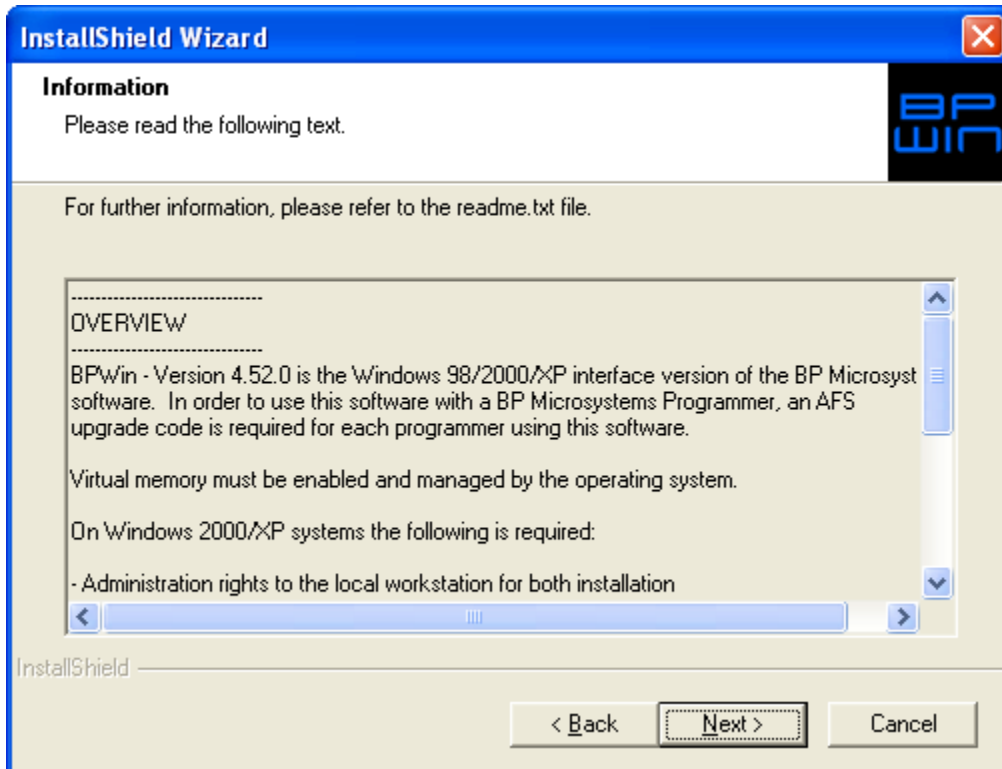 InstallShield Wizard
Information
Please read the following text.
BP
WIN
For further information, please refer to the readme.txt file.
--------------------------------
OVERVIEW
--------------------------------
BPWin - Version 4.52.0 is the Windows 98/2000/XP interface version of the BP Microsyst
software.  In order to use this software with a BP Microsystems Programmer, an AFS
upgrade code is required for each programmer using this software.
Virtual memory must be enabled and managed by the operating system.
On Windows 2000/XP systems the following is required:
- Administration rights to the local workstation for both installation
InstallShield
< Back
Next >
Cancel